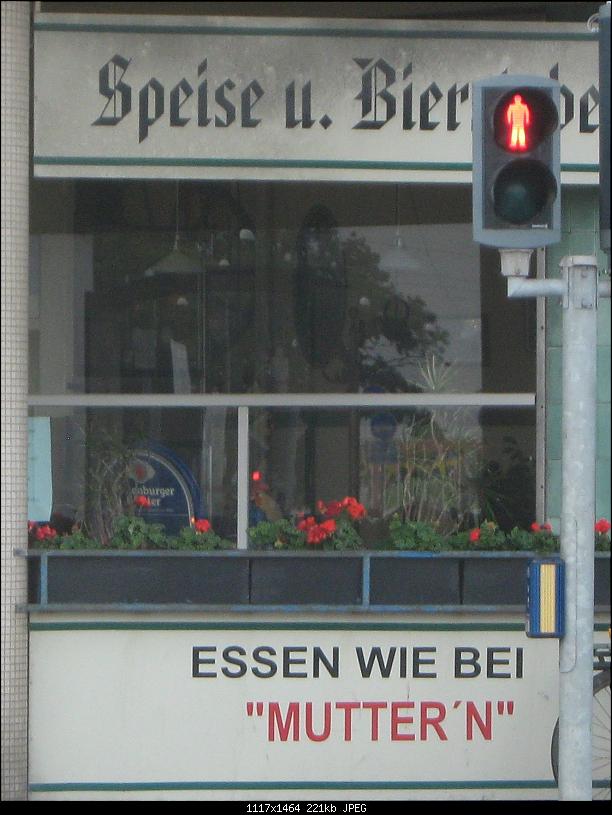 Speise u. Bier
ESSEN WIE BEI
"MUTTER´N"
1117x1464 221kb JPEG